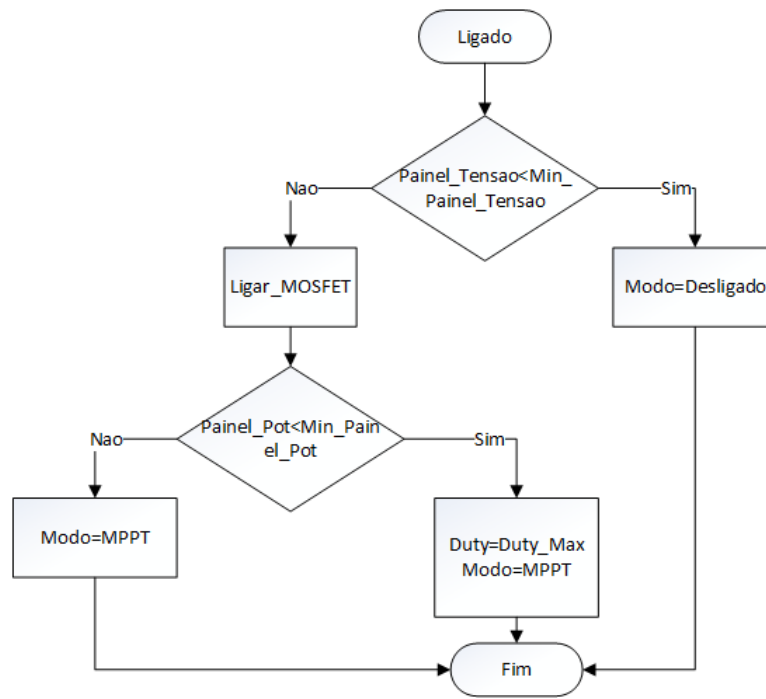 Ligado
Painel_Tensao<Min_
Painel_Tensao
Nao
Sim
Ligar_MOSFET
Modo=Desligado
Painel_Pot<Min_Pain
el_Pot
Nao
Sim
Modo=MPPT
Duty=Duty_Max
Modo=MPPT
Fim